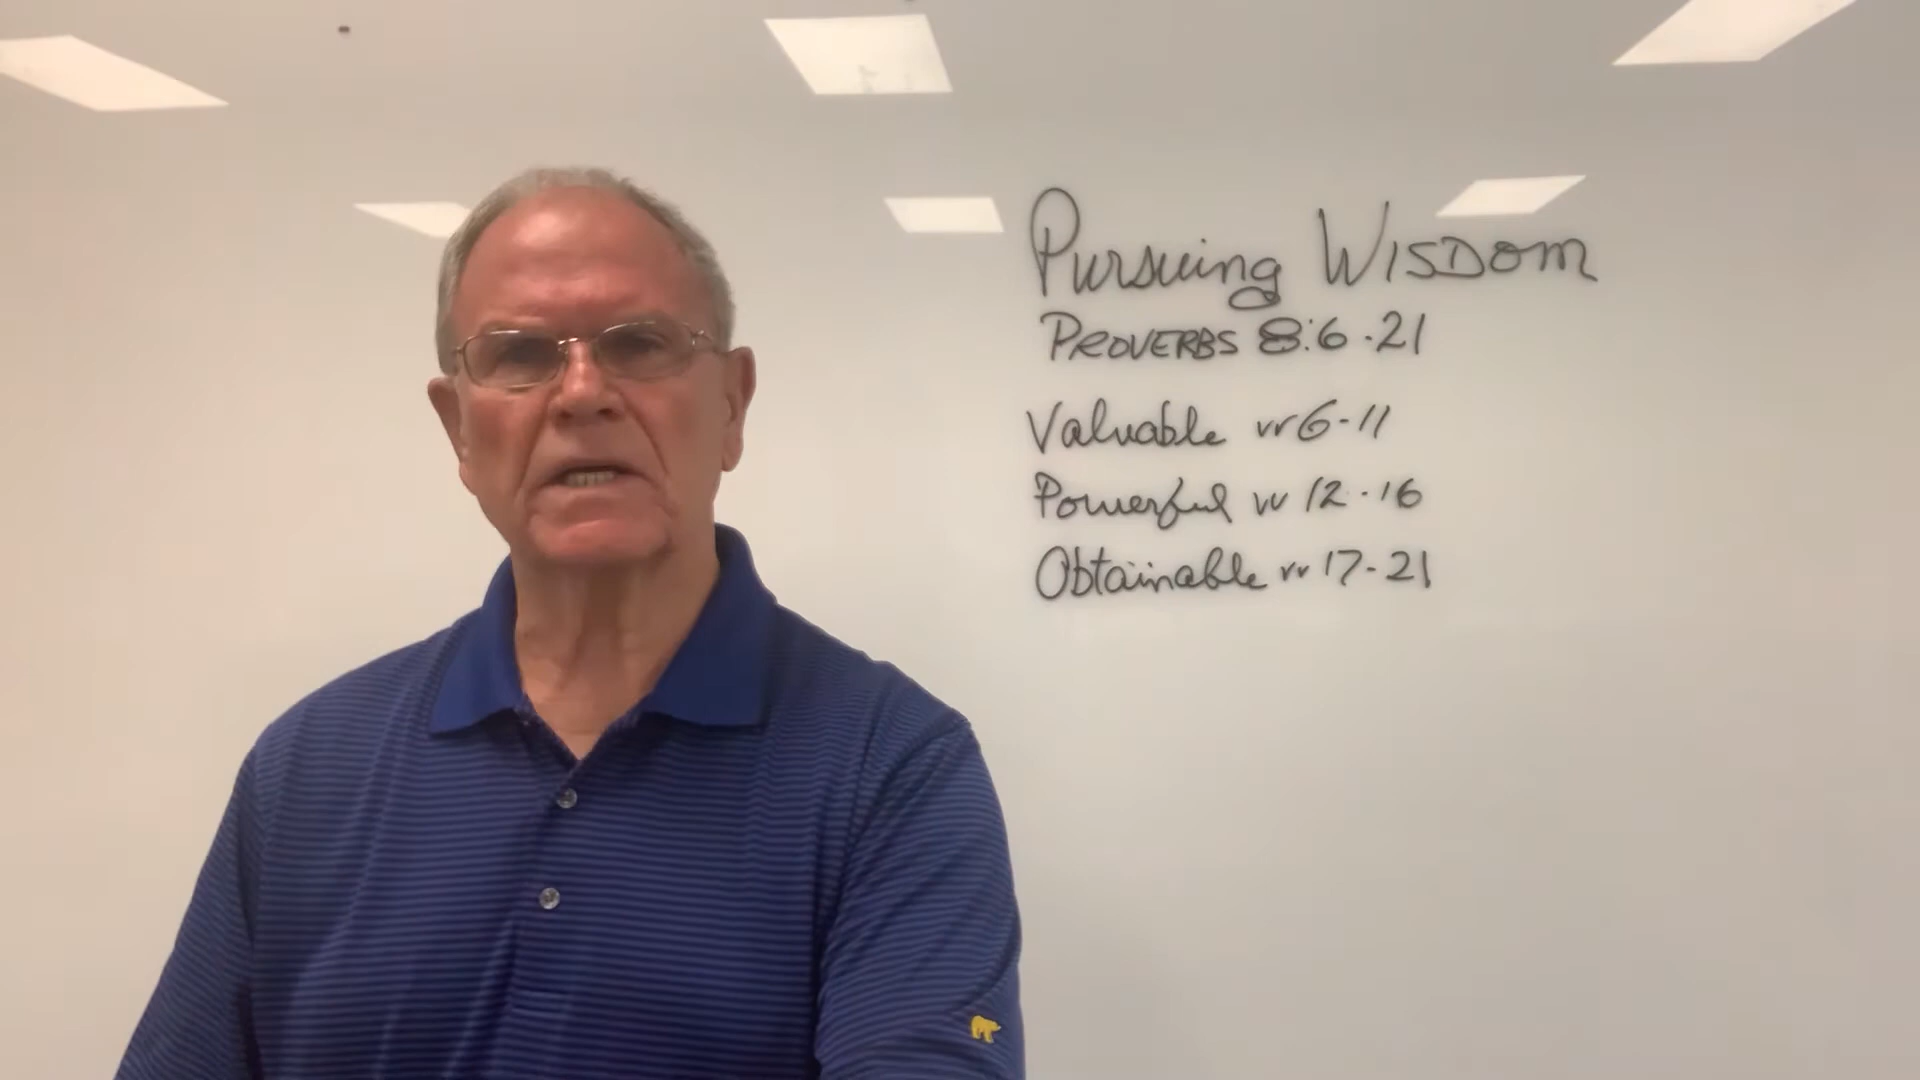 Pursuing WISDOM
PROVERBS 8:6-21
Valuable vv 6-11
Powerful vv 12-16
Obtainable vv 17-21